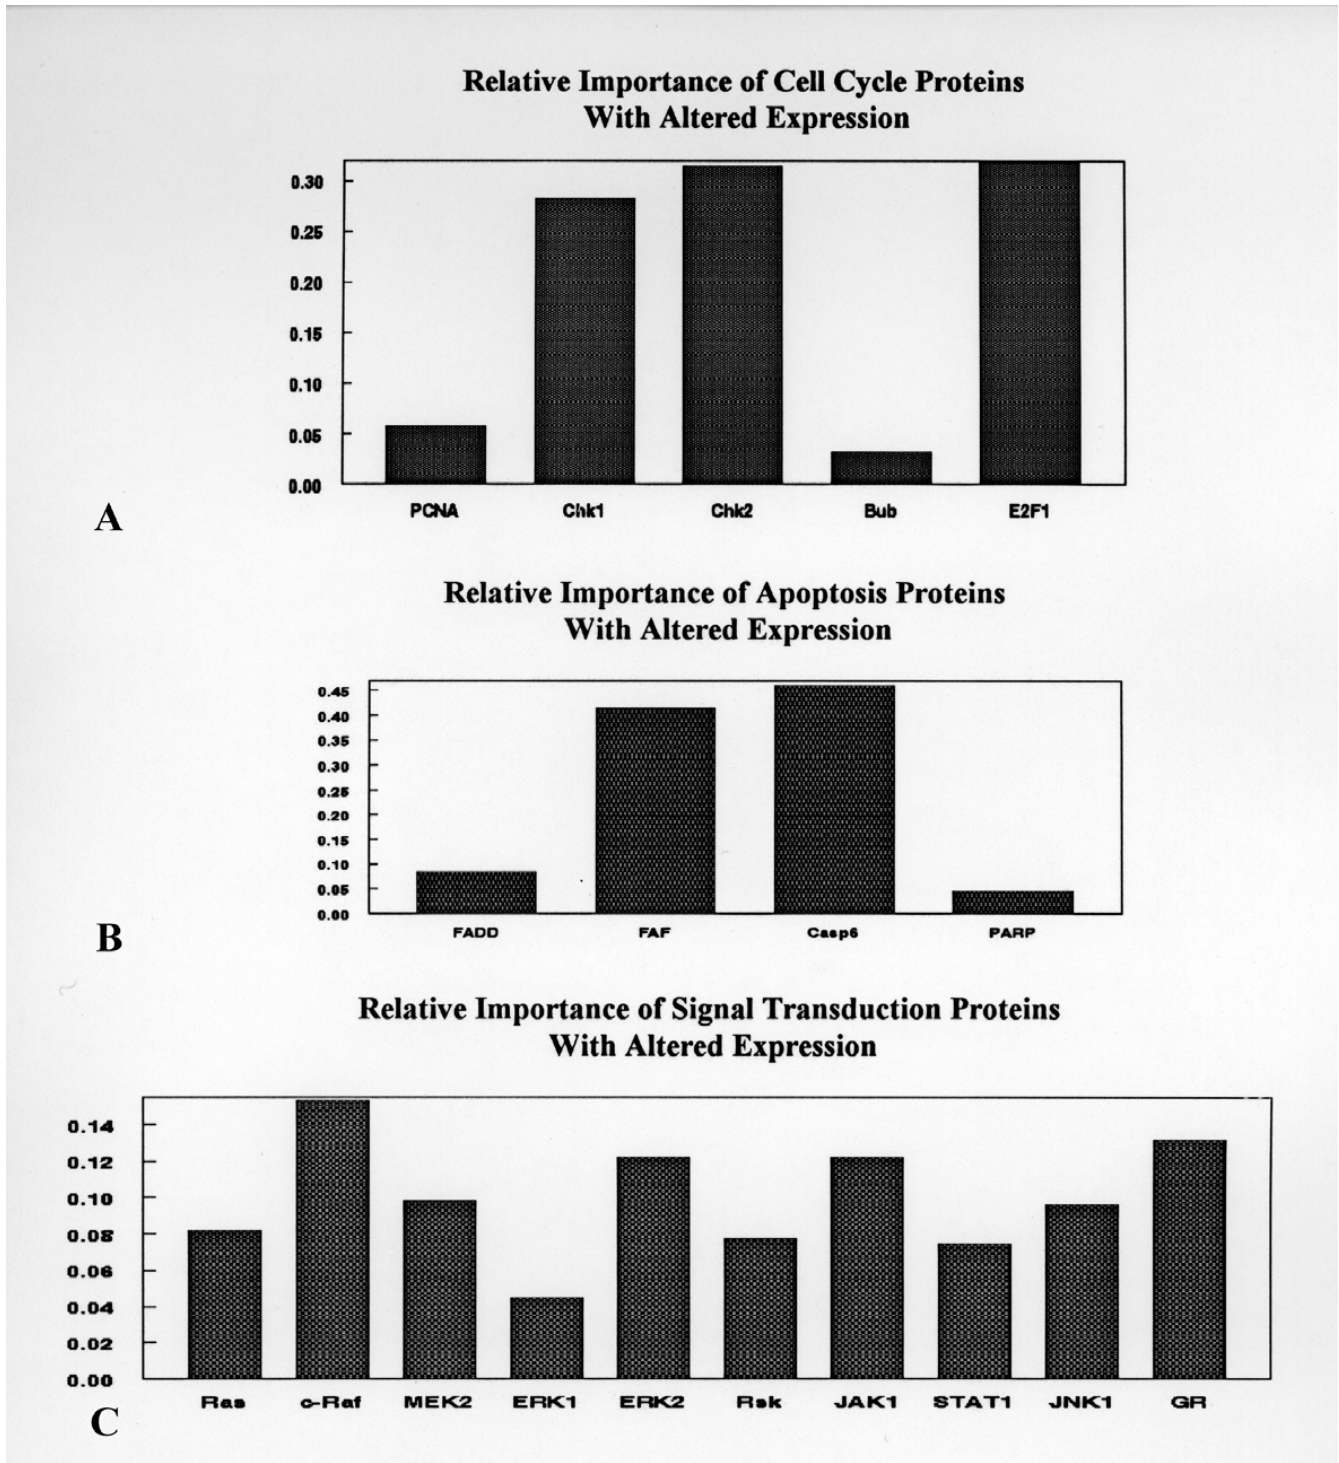 Relative Importance of Cell Cycle Proteins
With Altered Expression
0.30
0.25
0.20
0.15
0.10
0.05
0.00
PCNA Chk1 Chk2 Bub E2F1
A
Relative Importance of Apoptosis Proteins
With Altered Expression
0.45
0.40
0.35
0.30
0.25
0.20
0.15
0.10
0.05
0.00
FADD FAF Casp6 PARP
B
Relative Importance of Signal Transduction Proteins
With Altered Expression
0.14
0.12
0.10
0.08
0.06
0.04
0.02
0.00
Ras c-Raf MEK2 ERK1 ERK2 Rsk JAK1 STAT1 JNK1 GR
C